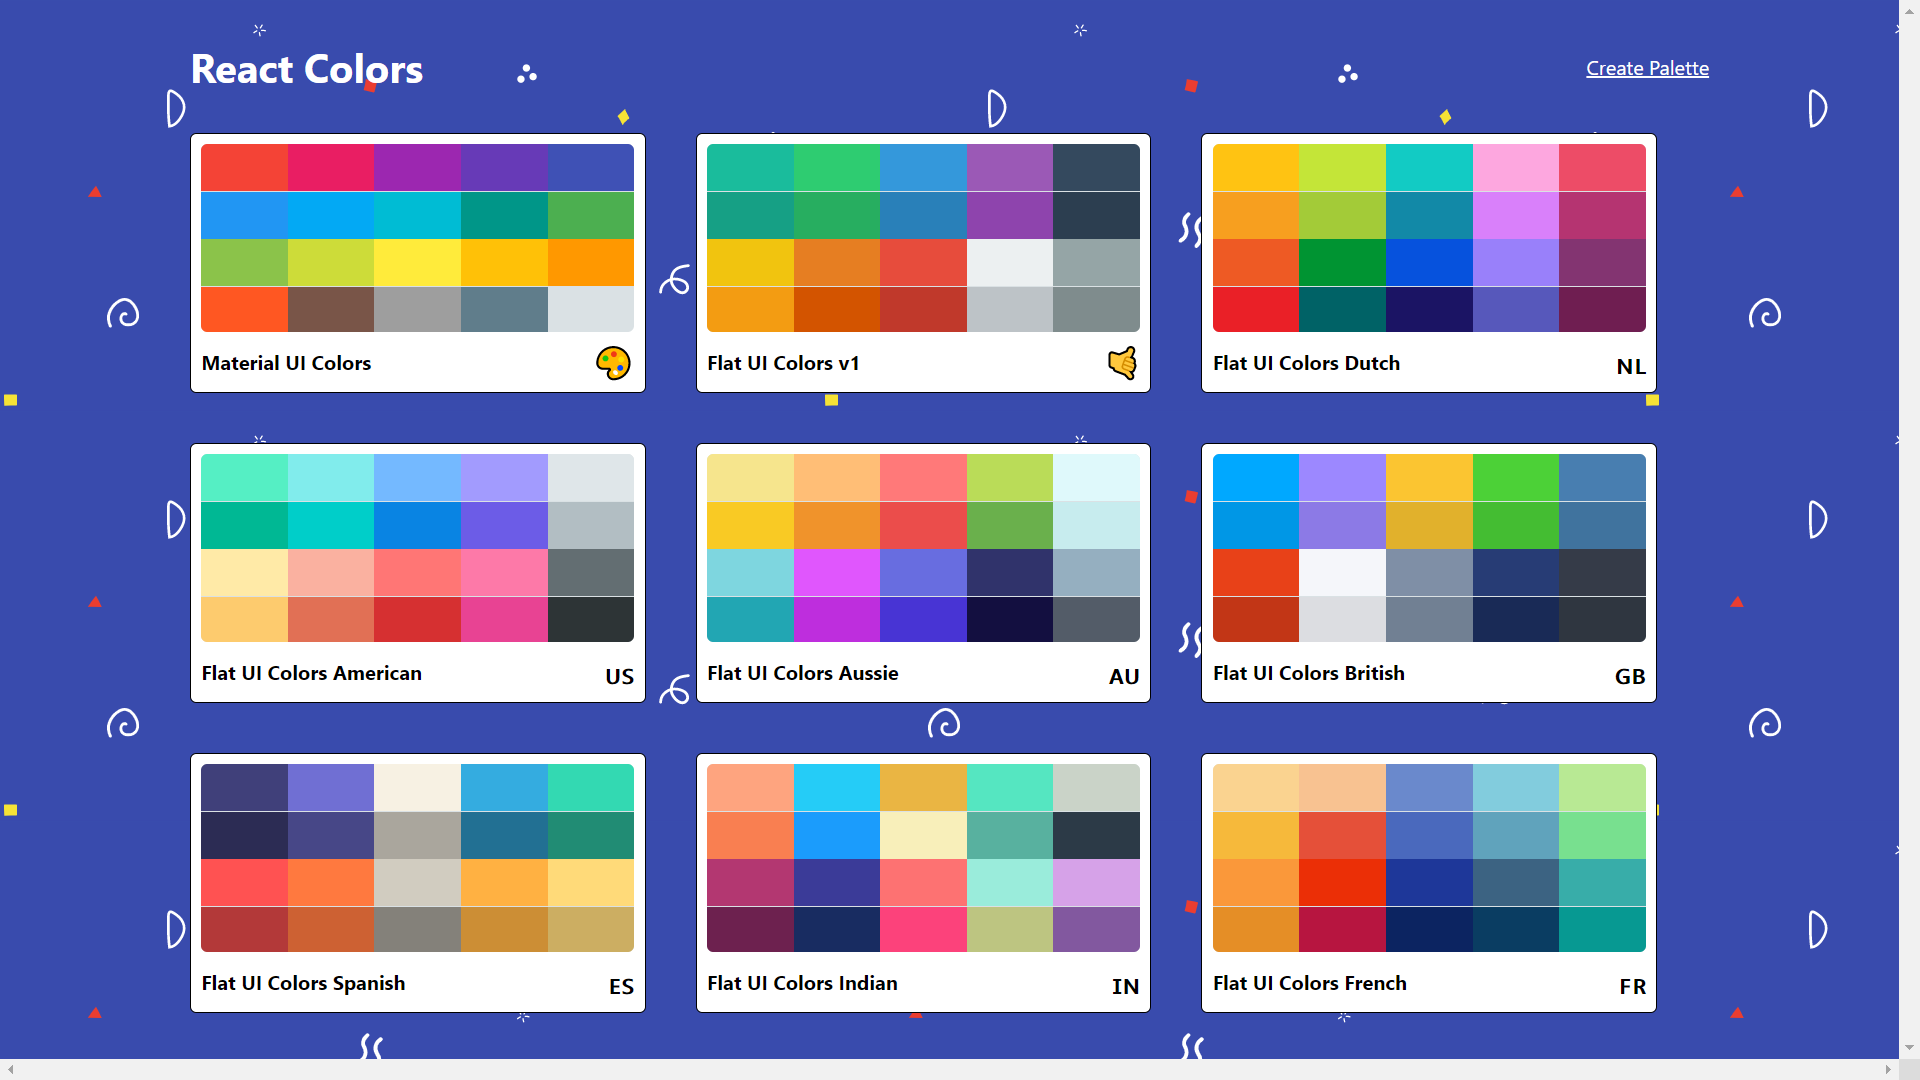 React Colors
Create Palette
Material UI Colors
Flat UI Colors v1
Flat UI Colors Dutch
NL
Flat UI Colors American
US
Flat UI Colors Aussie
AU
Flat UI Colors British
GB
Flat UI Colors Spanish
ES
Flat UI Colors Indian
IN
Flat UI Colors French
FR